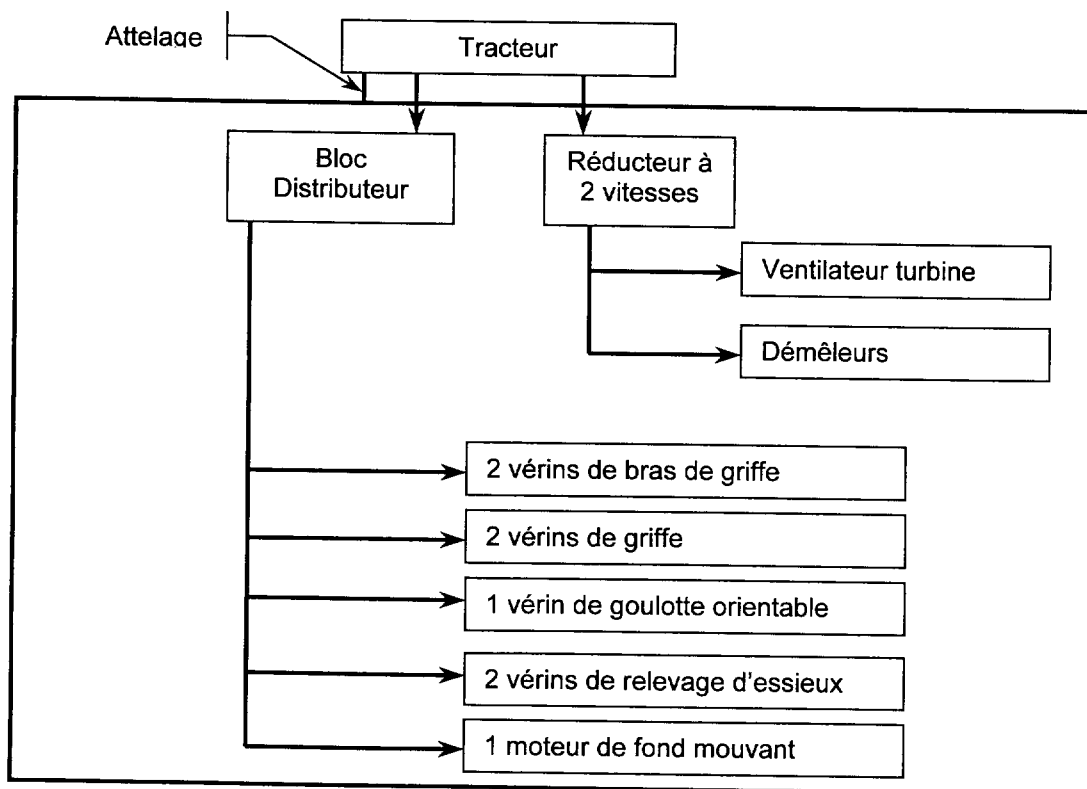 Attelage
Tracteur
Bloc
Distributeur
Réducteur à
2 vitesses
Ventilateur turbine
Démêleurs
2 vérins de bras de griffe
2 vérins de griffe
1 vérin de goulotte orientable
2 vérins de relevage d'essieux
1 moteur de fond mouvant